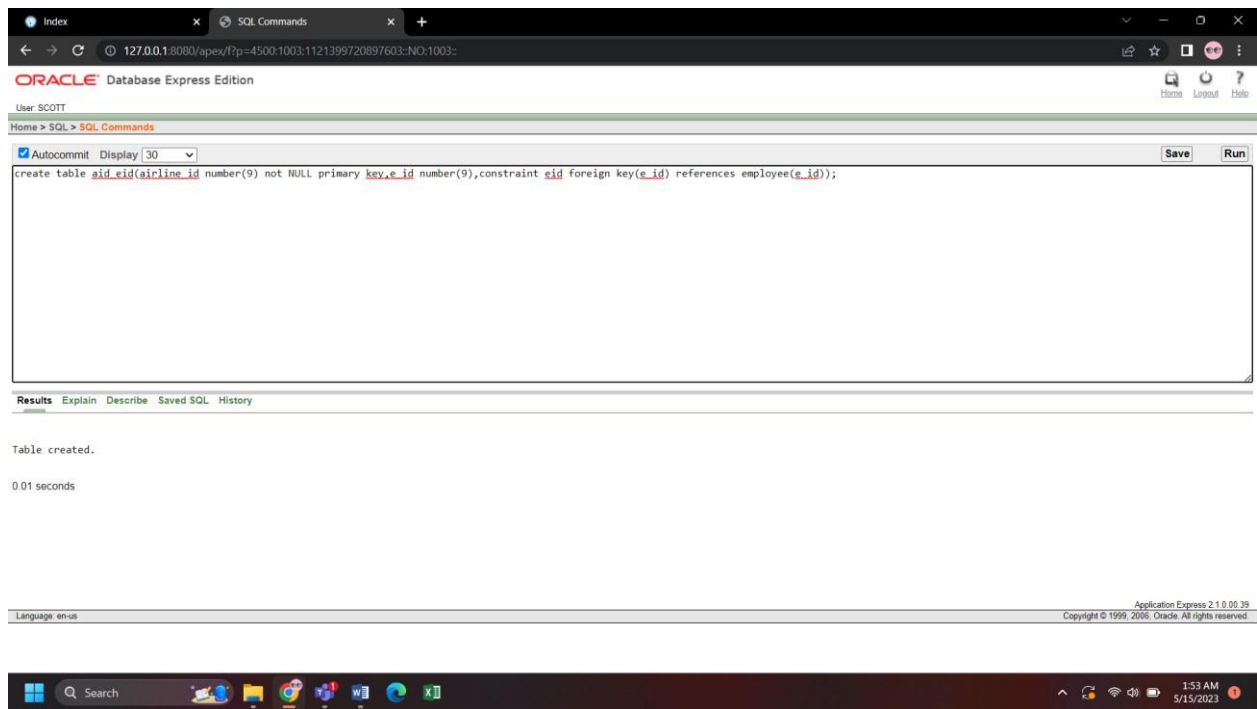 Index
SQL Commands
127.0.0.1:8080/apex/f?p=4500:1003:1121399720897603::NO:1003::
ORACLE Database Express Edition
Home Logout Help
User: SCOTT
Home > SQL > SQL Commands
Autocommit Display 30 Save Run
create table aid_eid(airline_id number(9) not NULL primary key,e_id number(9),constraint eid foreign key(e_id) references employee(e_id));
Results Explain Describe Saved SQL History
Table created.
0.01 seconds
Application Express 2.1.0.00.39
Language: en-us Copyright © 1999, 2006, Oracle. All rights reserved.
Search
1:53 AM
5/15/2023